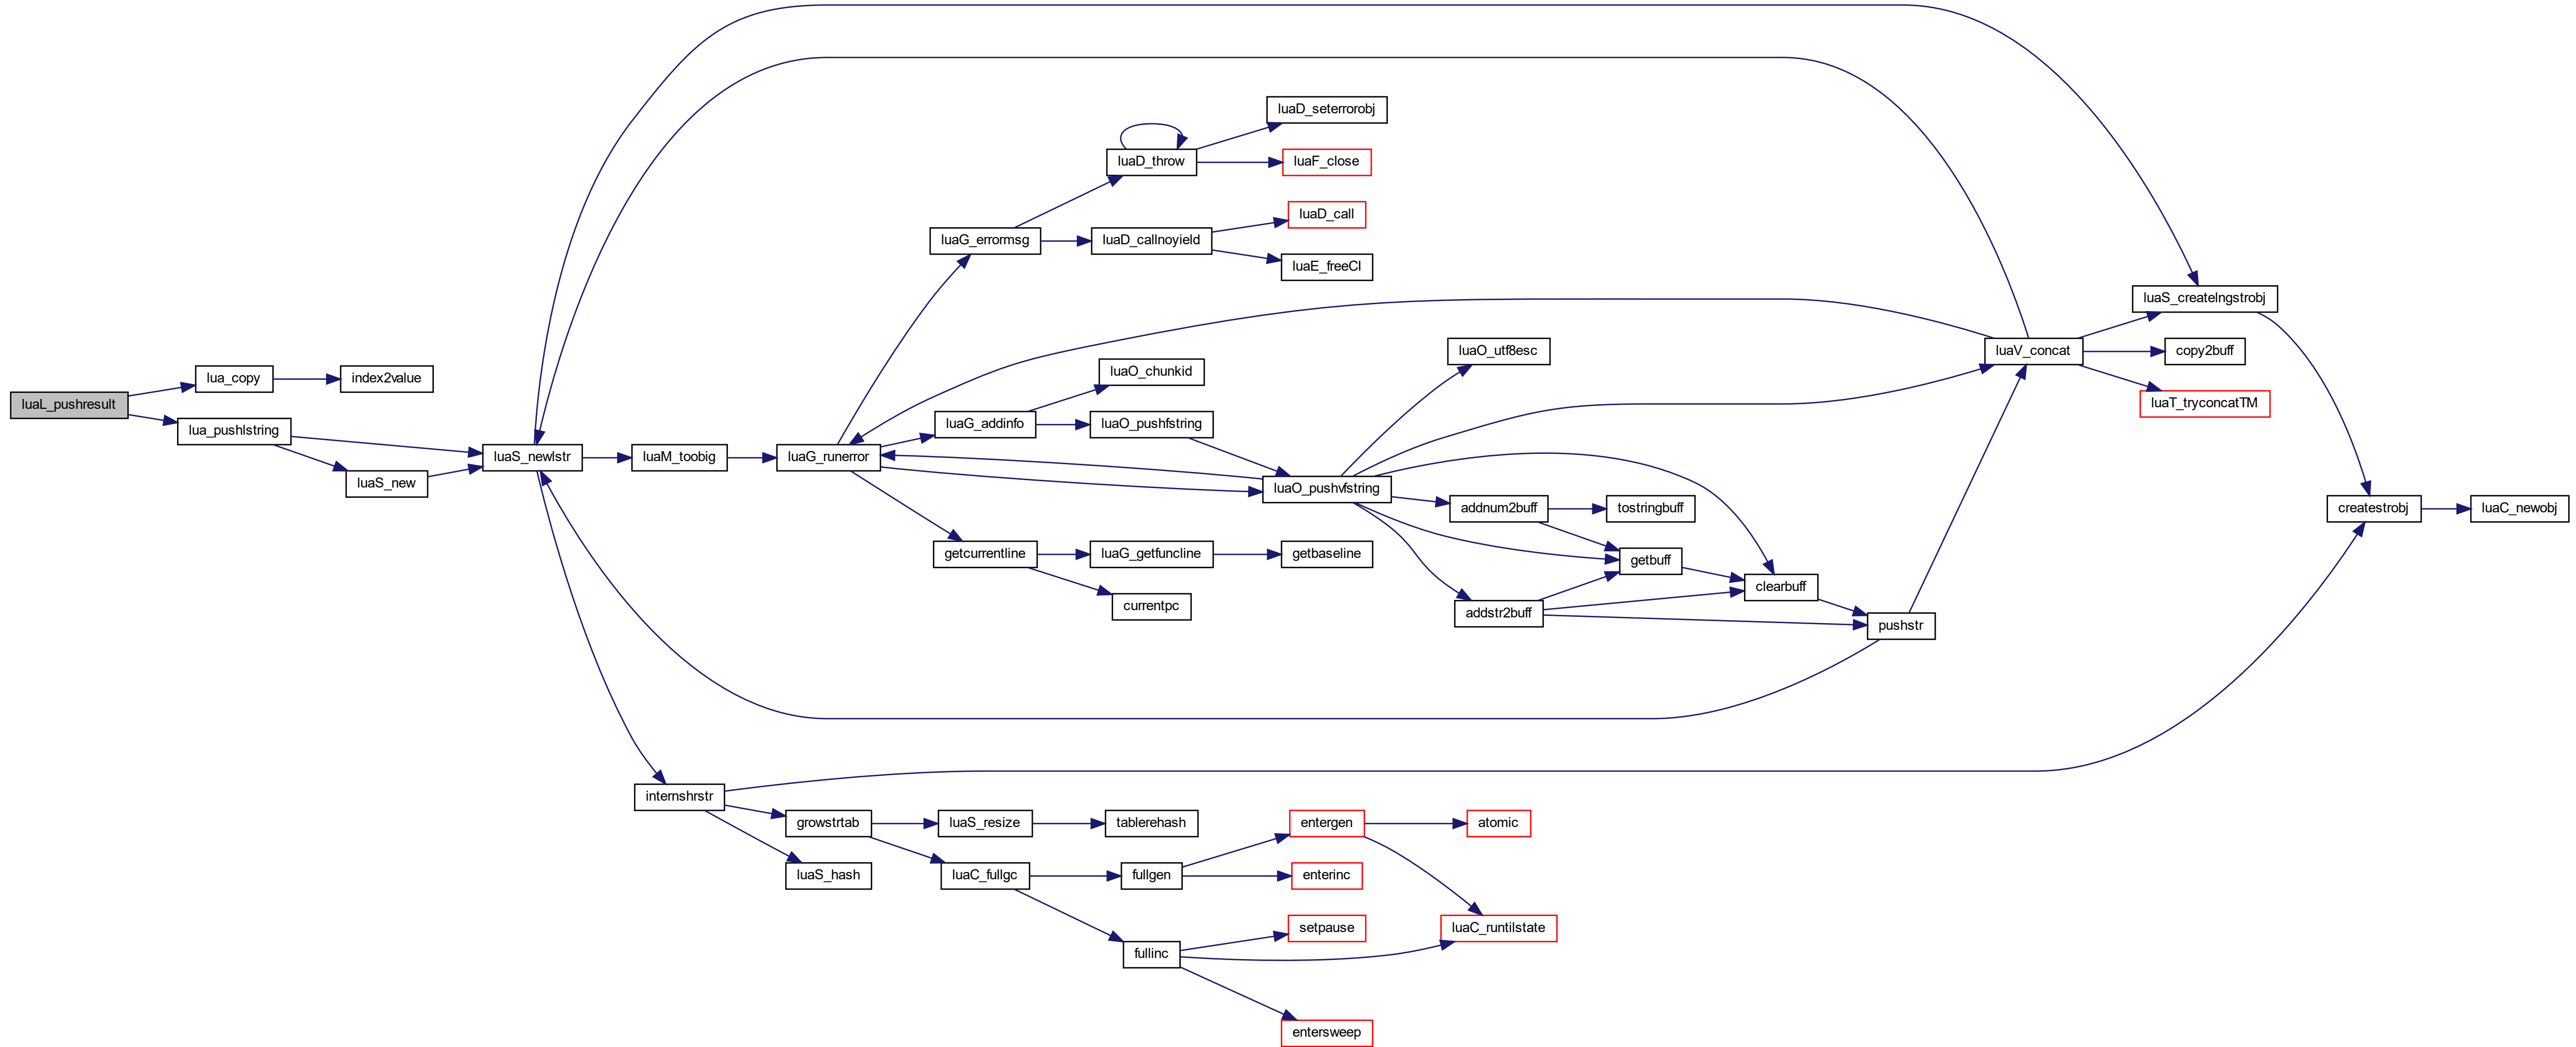 luaL_pushresult
lua_copy
index2value
lua_pushlstring
luaS_new
luaS_newlstr
luaM_toobig
internshrstr
luaG_runerror
growstrtab
luaS_hash
luaG_errormsg
luaG_addinfo
getcurrentline
luaS_resize
luaC_fullgc
luaD_throw
luaD_callnoyield
luaO_chunkid
luaO_pushfstring
luaG_getfuncline
currentpc
tablerehash
fullgen
fullinc
luaD_seterrorobj
luaF_close
luaD_call
luaE_freeCI
luaO_pushvfstring
getbaseline
entergen
enterinc
setpause
entersweep
luaO_utf8esc
addnum2buff
addstr2buff
atomic
luaC_runtilstate
tostringbuff
getbuff
clearbuff
pushstr
luaV_concat
luaS_createlngstrobj
copy2buff
luaT_tryconcatTM
createstrobj
luaC_newobj